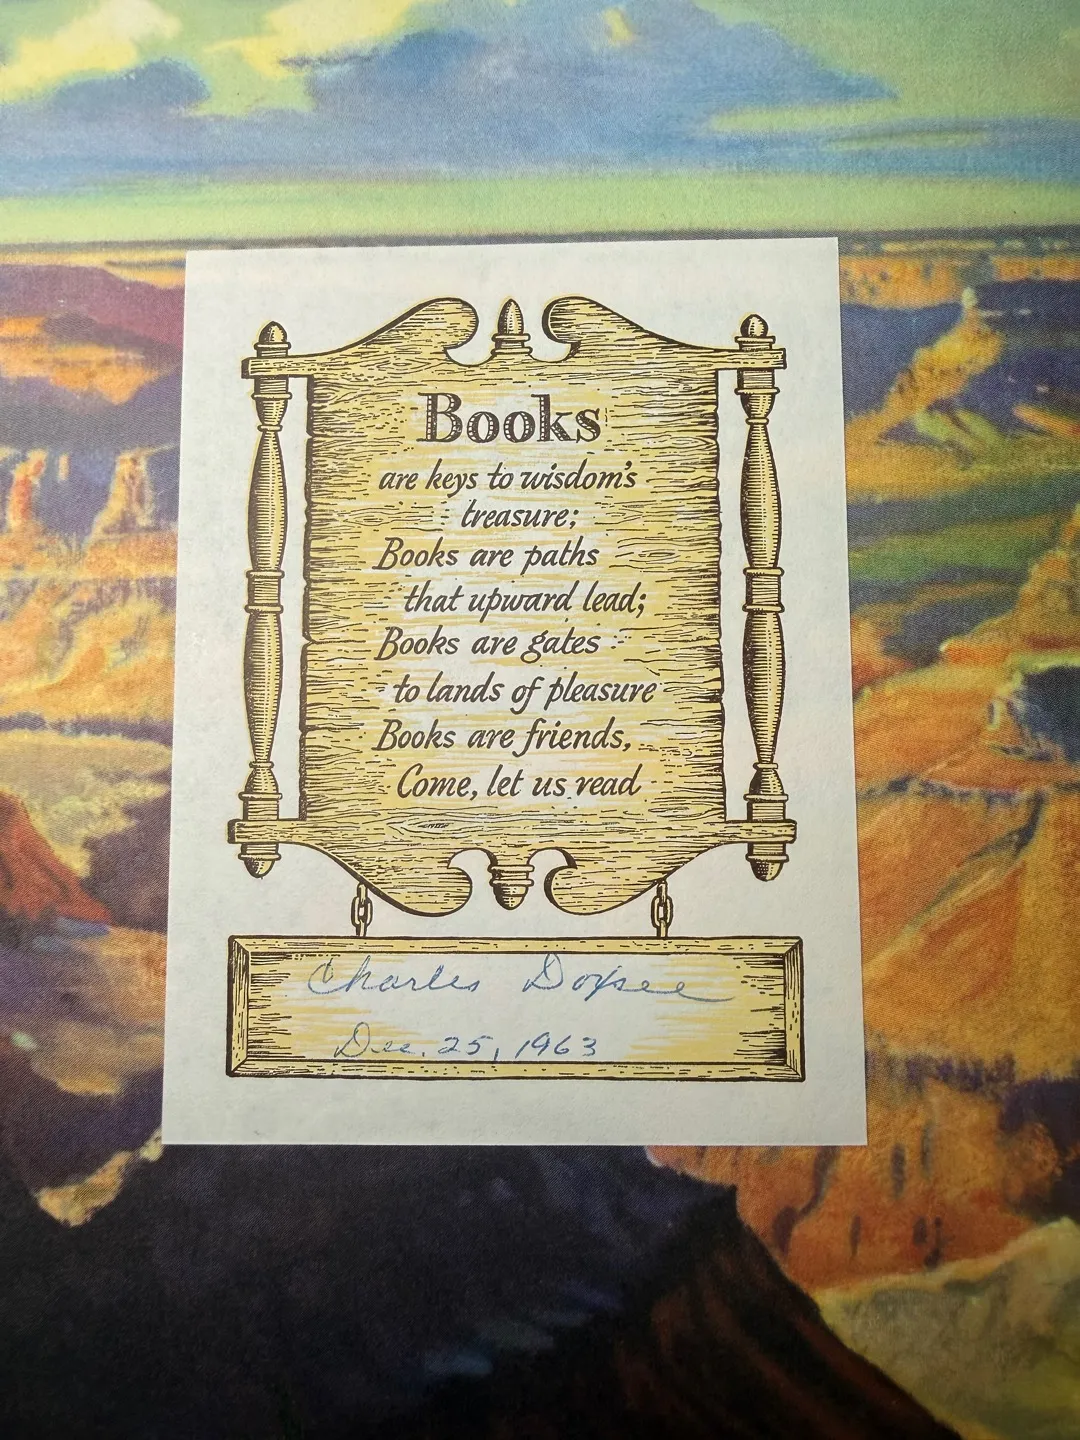 Books
are keys to wisdom's
treasure;
Books are paths
that upward lead;
Books are gates
to lands of pleasure
Books are friends,
Come, let us read
Charles
Dec. 25, 1963